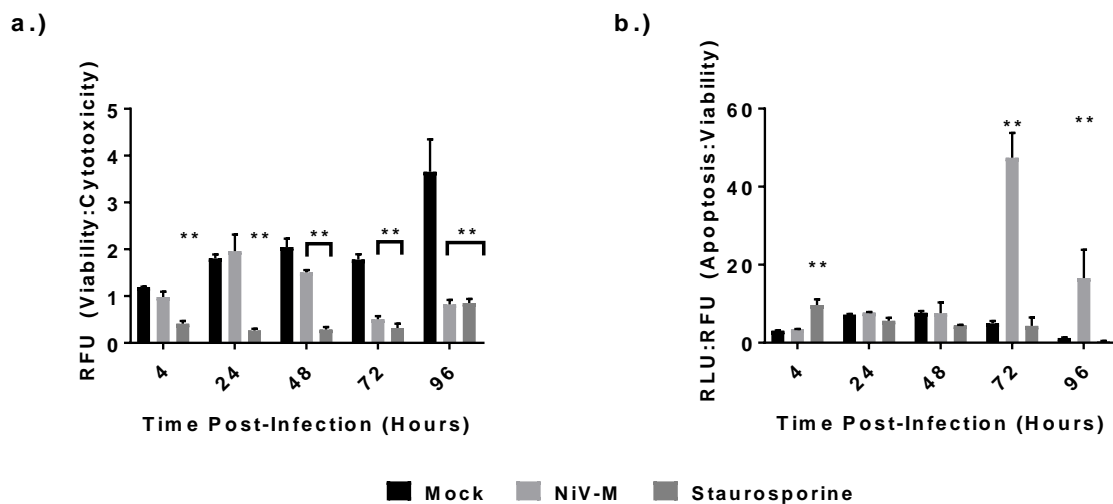 a.)
RFU (Viability:Cytotoxicity)
5
4
3
2
1
0
** ** ** ** **
4 24 48 72 96
Time Post-Infection (Hours)
b.)
RLU:RFU (Apoptosis:Viability)
60
40
20
0
** ** **
4 24 48 72 96
Time Post-Infection (Hours)
Mock NiV-M Staurosporine